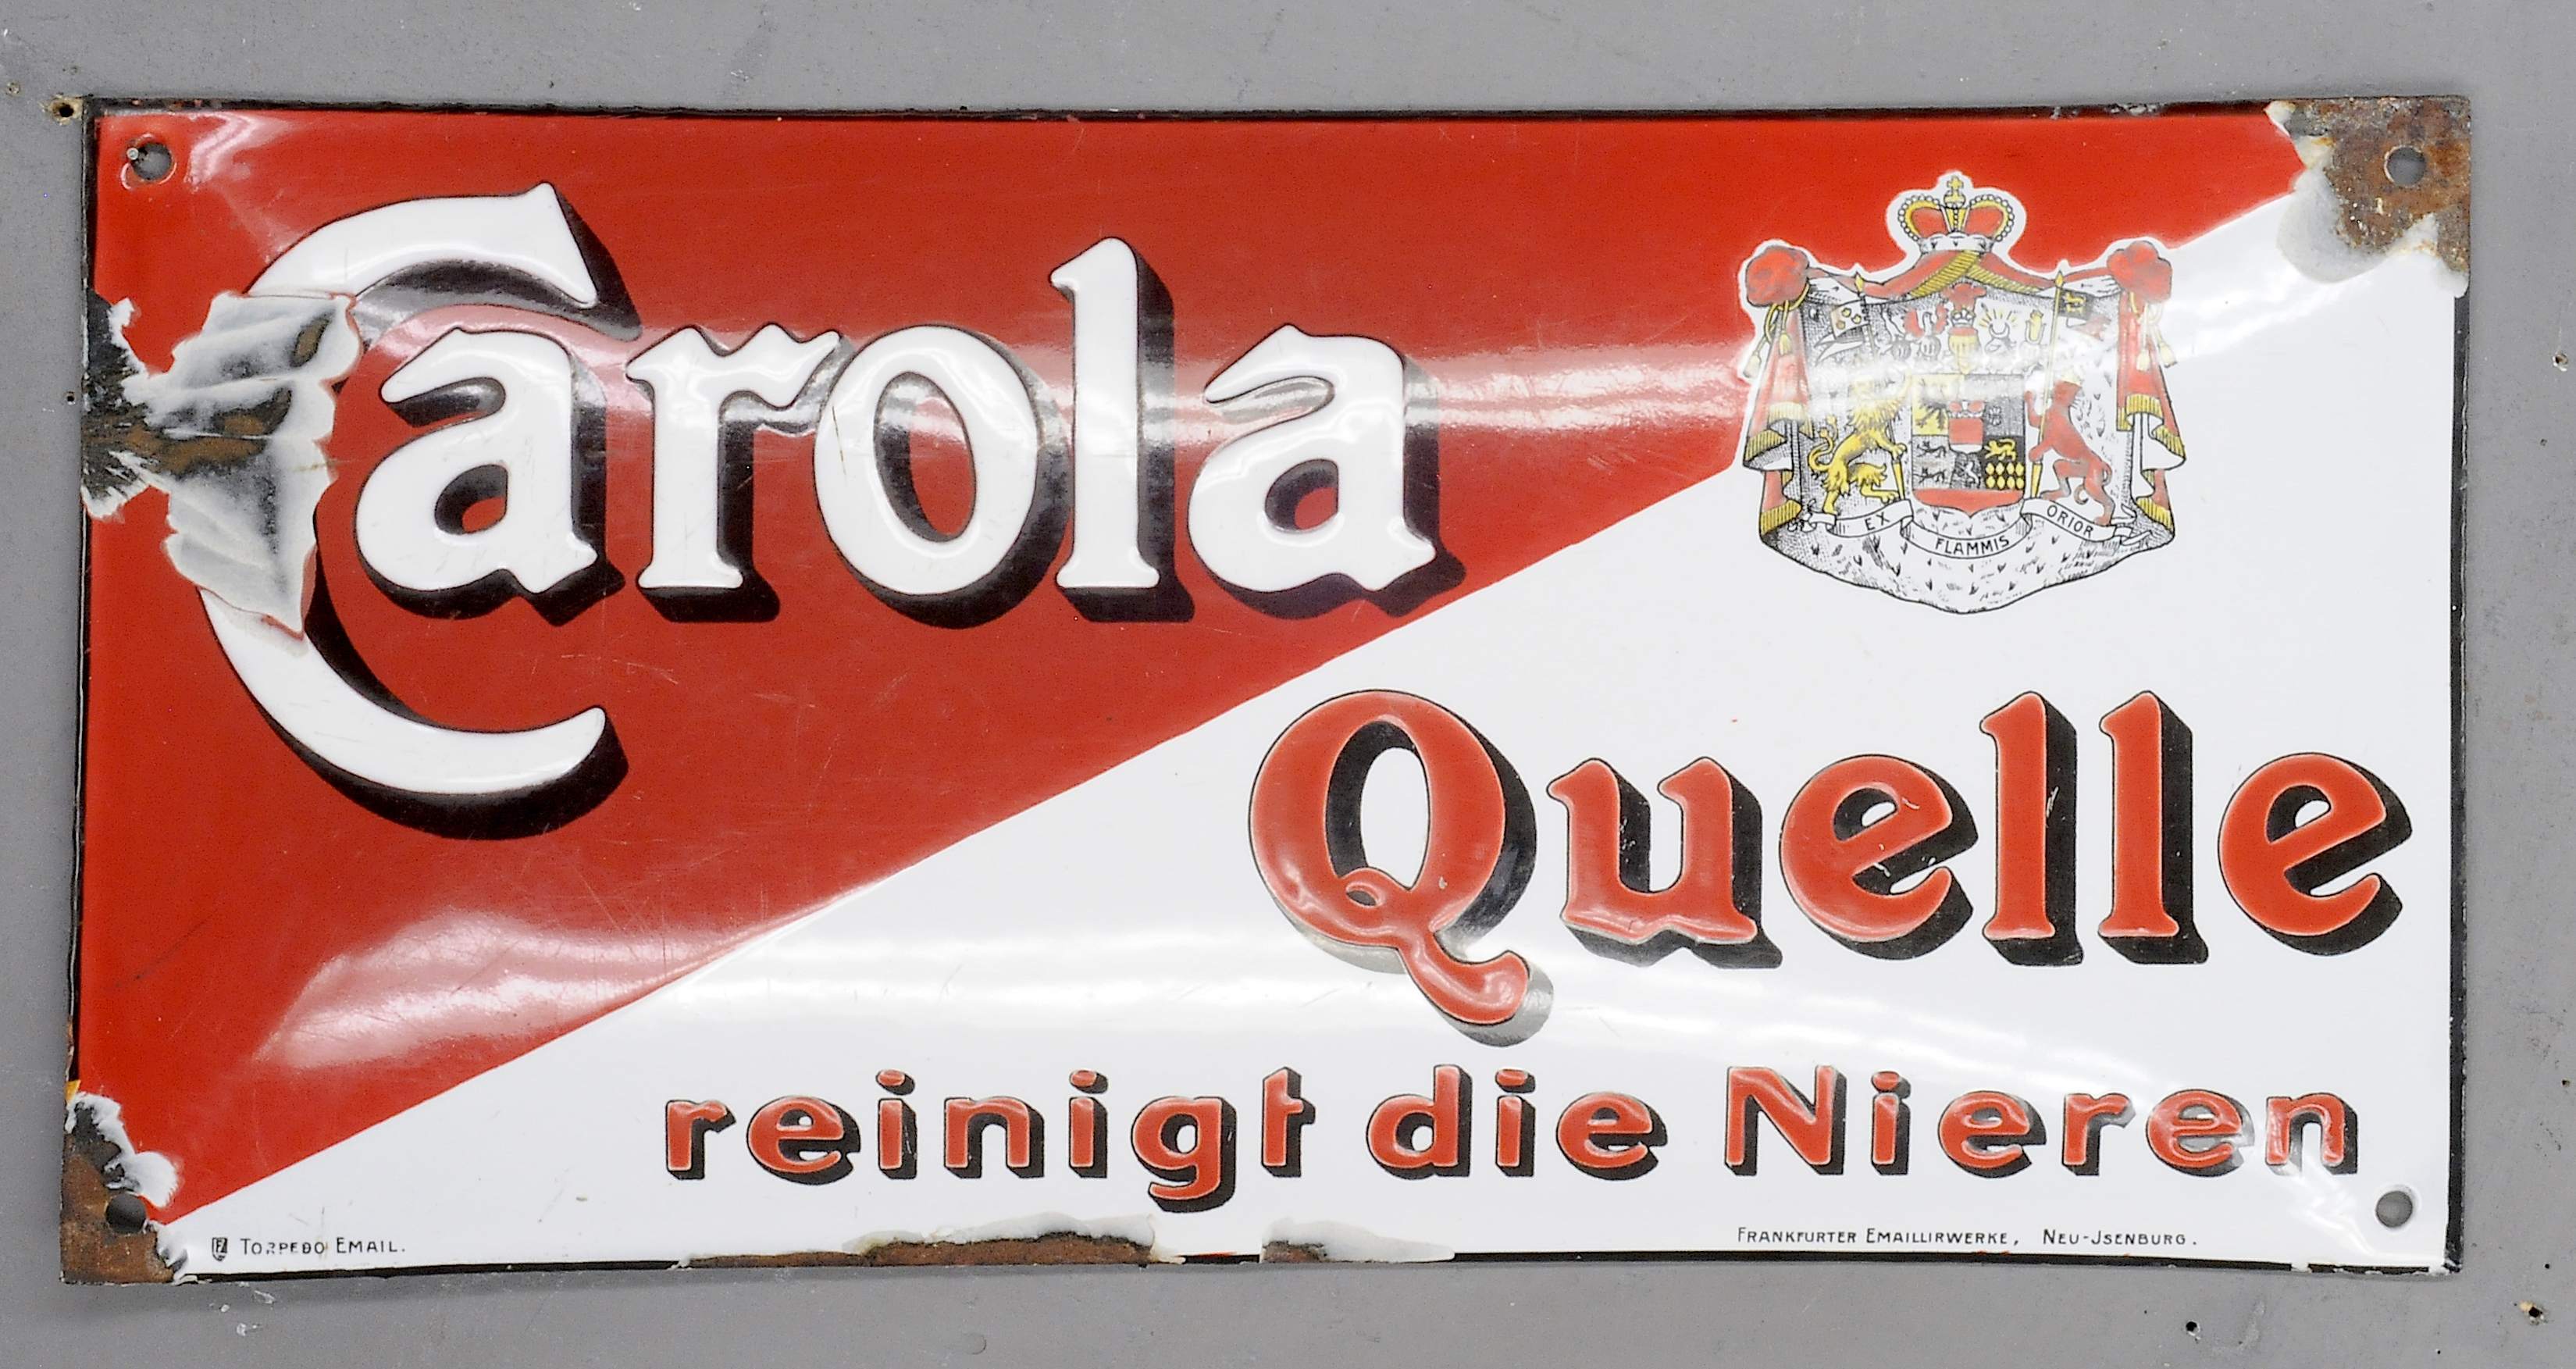 Carola
EX FLAMMIS ORIOR
Quelle
reinigt die Nieren
TORPEDO EMAIL.
FRANKFURTER EMAILLIRWERKE, NEU-JSENBURG.